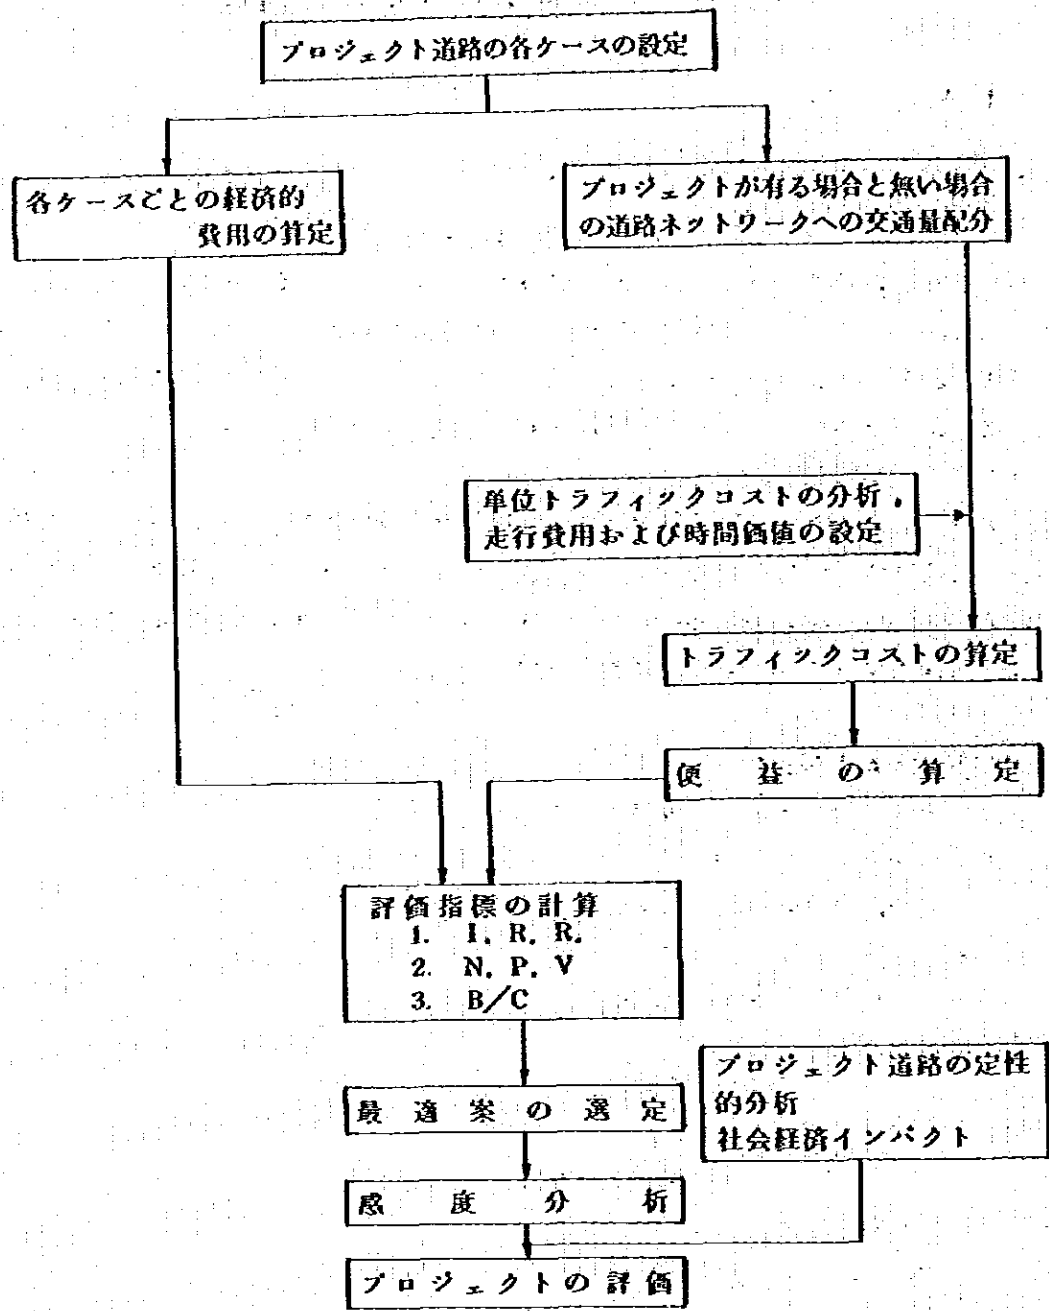 プロジェクト道路の各ケースの設定
各ケースごとの経済的
費用の算定
プロジェクトが有る場合と無い場合
の道路ネットワークへの交通量配分
単位トラフィックコストの分析.
走行費用および時間価値の設定
トラフィックコストの算定
便益の算定
評価指標の計算
1. I. R. R.
2. N. P. V
3. B/C
最適案の選定
プロジェクト道路の定性
的分析
社会経済インパクト
感度分析
プロジェクトの評価